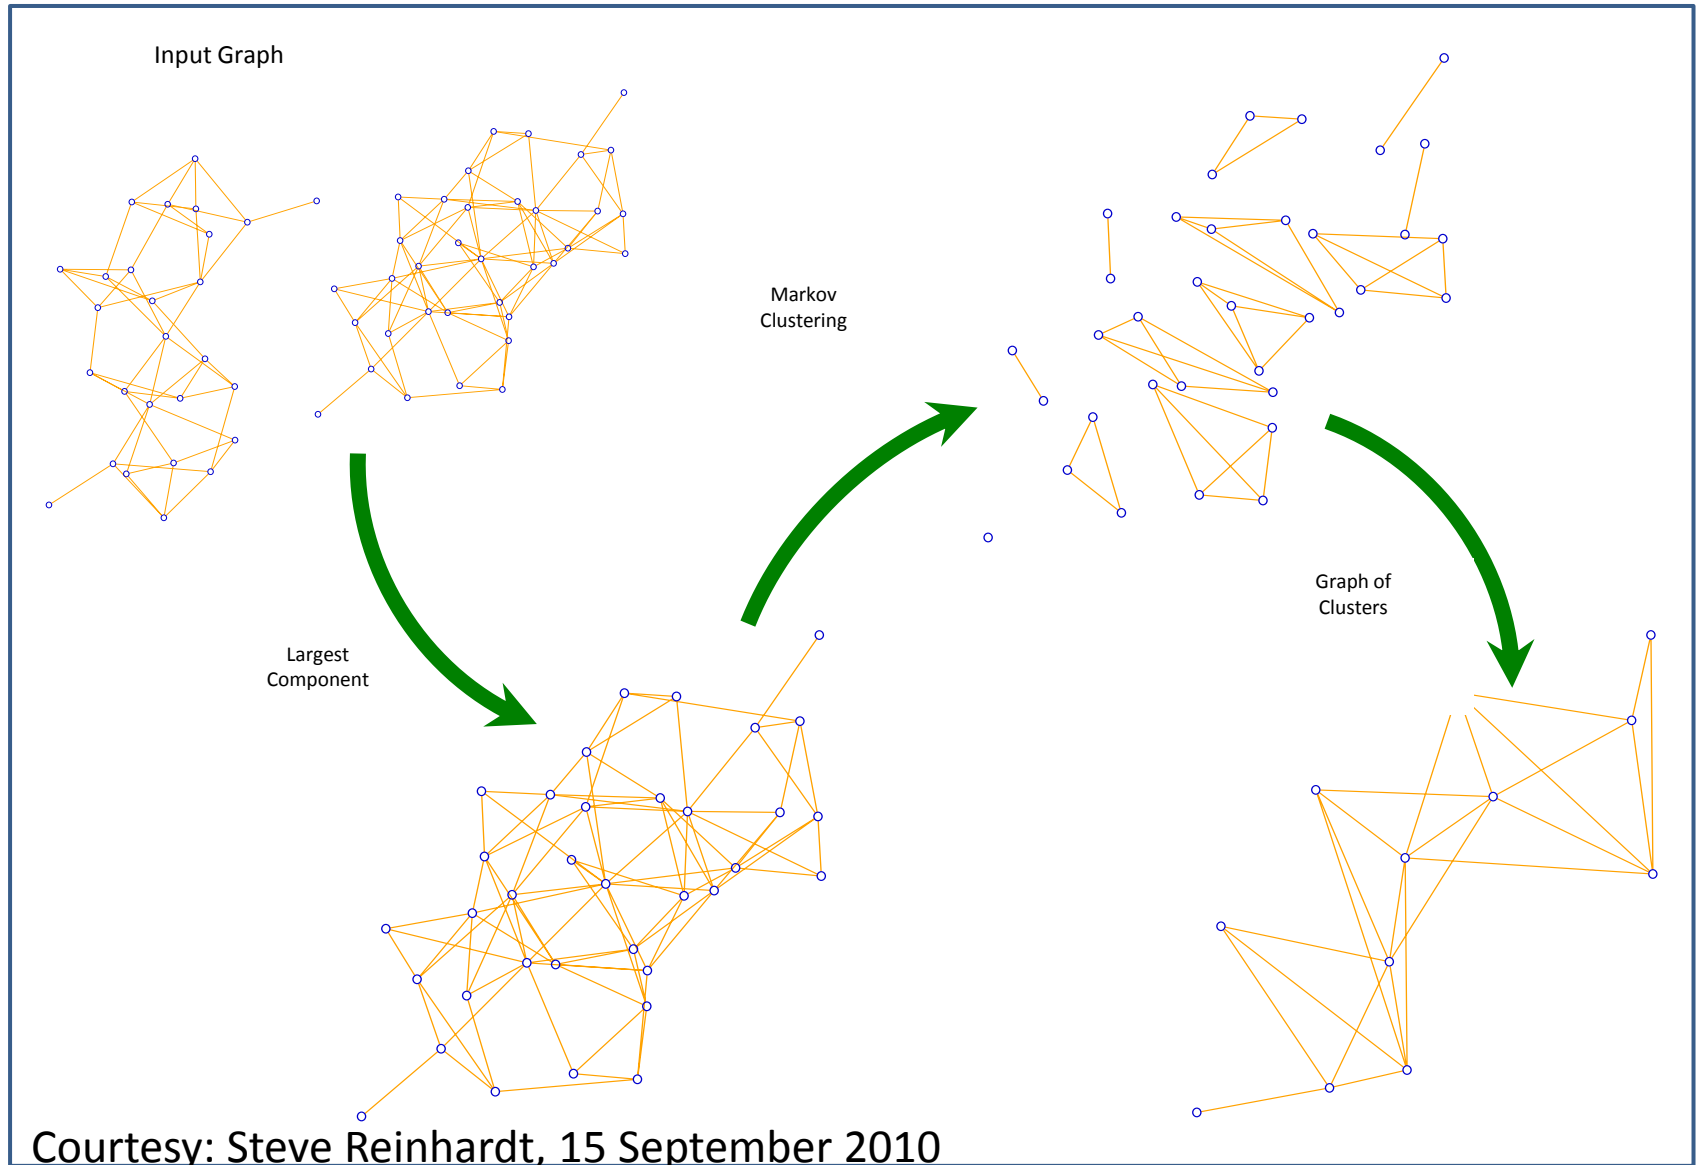 Input Graph
Markov
Clustering
Largest
Component
Graph of
Clusters
Courtesy: Steve Reinhardt, 15 September 2010